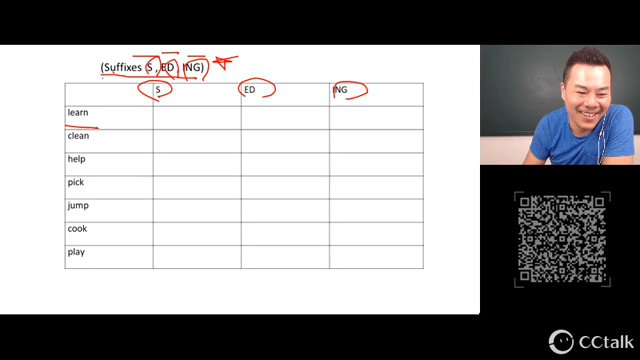 (Suffixes S, ED ING)
S ED ING
learn
clean
help
pick
jump
cook
play
CCtalk